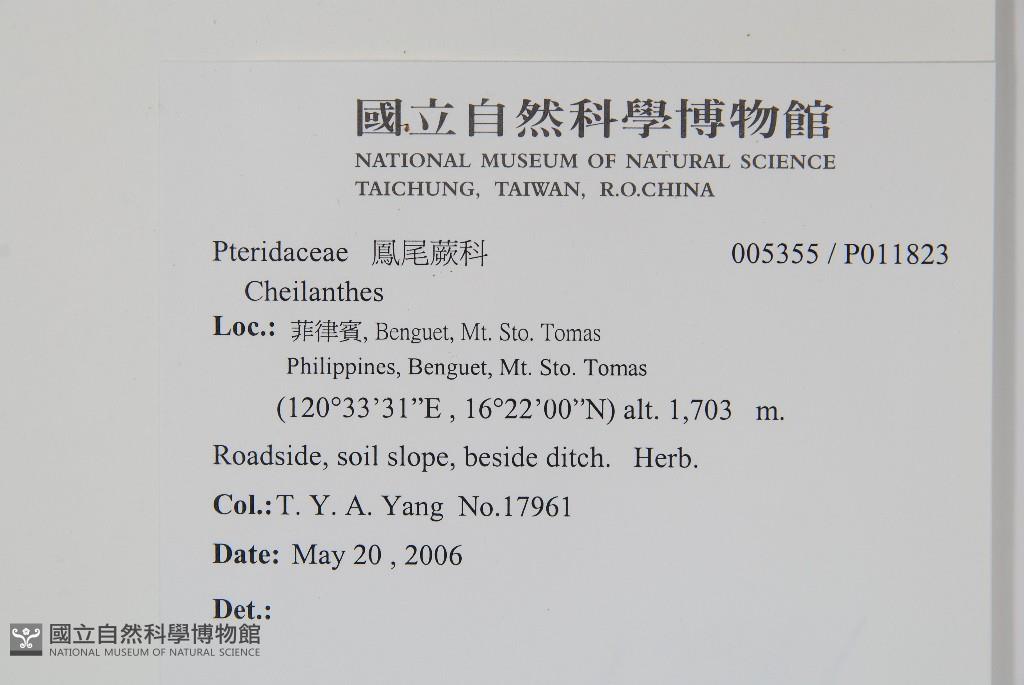 國立自然科學博物館
NATIONAL MUSEUM OF NATURAL SCIENCE
TAICHUNG, TAIWAN, R.O.CHINA
Pteridaceae 鳳尾蕨科 005355 / P011823
Cheilanthes
Loc.: 菲律賓, Benguet, Mt. Sto. Tomas
Philippines, Benguet, Mt. Sto. Tomas
(120°33’31”E , 16°22’00”N) alt. 1,703 m.
Roadside, soil slope, beside ditch. Herb.
Col.: T. Y. A. Yang No.17961
Date: May 20 , 2006
Det.:
國立自然科學博物館
NATIONAL MUSEUM OF NATURAL SCIENCE